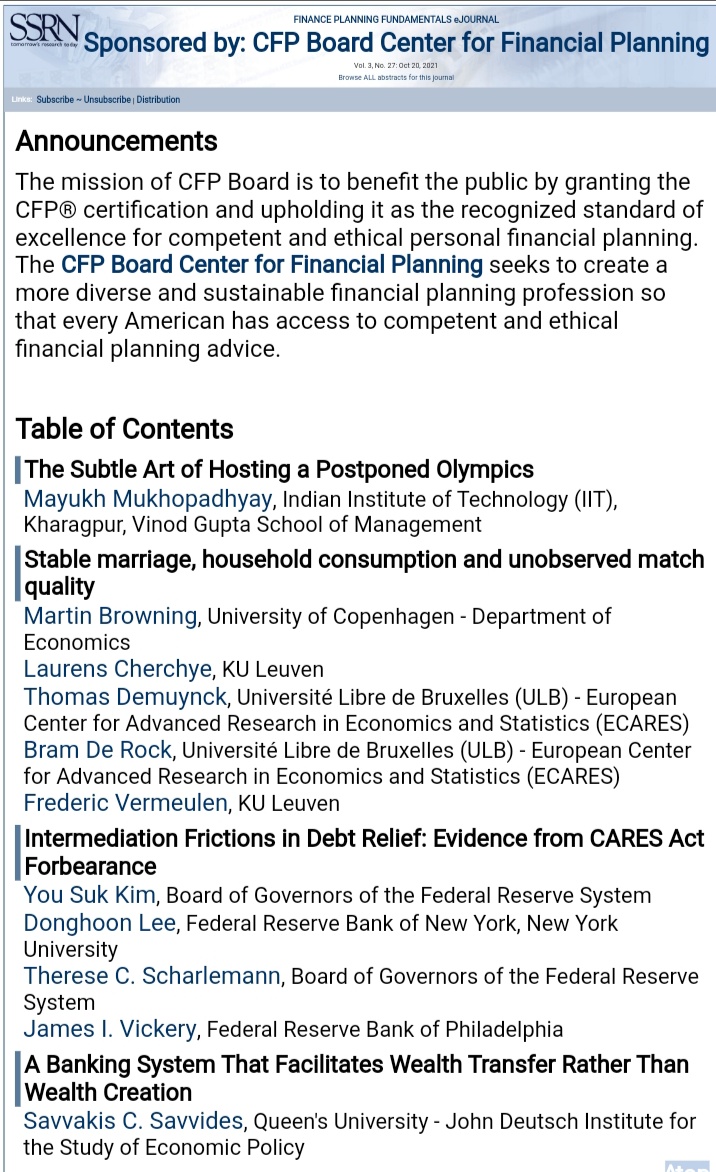 SSRN
tomorrow's research today
FINANCE PLANNING FUNDAMENTALS eJOURNAL
Sponsored by: CFP Board Center for Financial Planning
Vol. 3, No. 27: Oct 20, 2021
Browse ALL abstracts for this journal
Links: Subscribe ~ Unsubscribe | Distribution
Announcements
The mission of CFP Board is to benefit the public by granting the
CFP® certification and upholding it as the recognized standard of
excellence for competent and ethical personal financial planning.
The CFP Board Center for Financial Planning seeks to create a
more diverse and sustainable financial planning profession so
that every American has access to competent and ethical
financial planning advice.
Table of Contents
The Subtle Art of Hosting a Postponed Olympics
Mayukh Mukhopadhyay, Indian Institute of Technology (IIT),
Kharagpur, Vinod Gupta School of Management
Stable marriage, household consumption and unobserved match
quality
Martin Browning, University of Copenhagen - Department of
Economics
Laurens Cherchye, KU Leuven
Thomas Demuynck, Université Libre de Bruxelles (ULB) - European
Center for Advanced Research in Economics and Statistics (ECARES)
Bram De Rock, Université Libre de Bruxelles (ULB) - European Center
for Advanced Research in Economics and Statistics (ECARES)
Frederic Vermeulen, KU Leuven
Intermediation Frictions in Debt Relief: Evidence from CARES Act
Forbearance
You Suk Kim, Board of Governors of the Federal Reserve System
Donghoon Lee, Federal Reserve Bank of New York, New York
University
Therese C. Scharlemann, Board of Governors of the Federal Reserve
System
James I. Vickery, Federal Reserve Bank of Philadelphia
A Banking System That Facilitates Wealth Transfer Rather Than
Wealth Creation
Savvakis C. Savvides, Queen's University - John Deutsch Institute for
the Study of Economic Policy